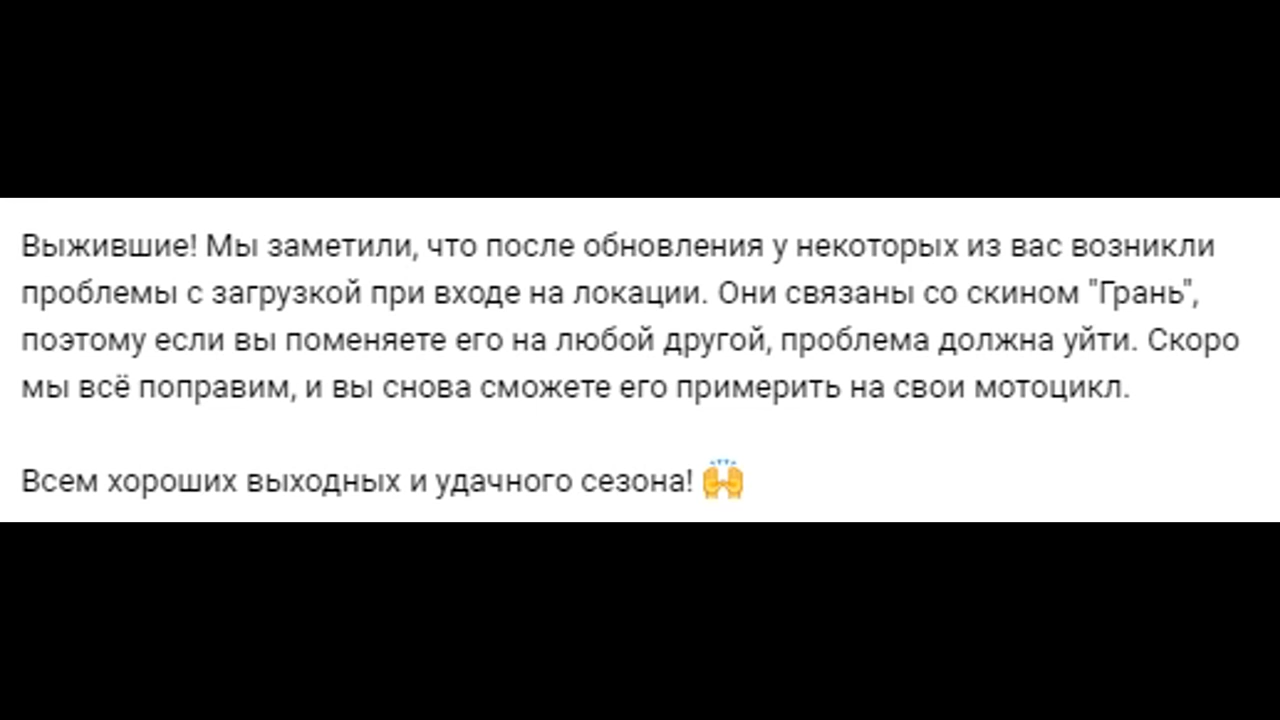 Выжившие! Мы заметили, что после обновления у некоторых из вас возникли
проблемы с загрузкой при входе на локации. Они связаны со скином "Грань",
поэтому если вы поменяете его на любой другой, проблема должна уйти. Скоро
мы всё поправим, и вы снова сможете его примерить на свои мотоцикл.
Всем хороших выходных и удачного сезона! 🙌